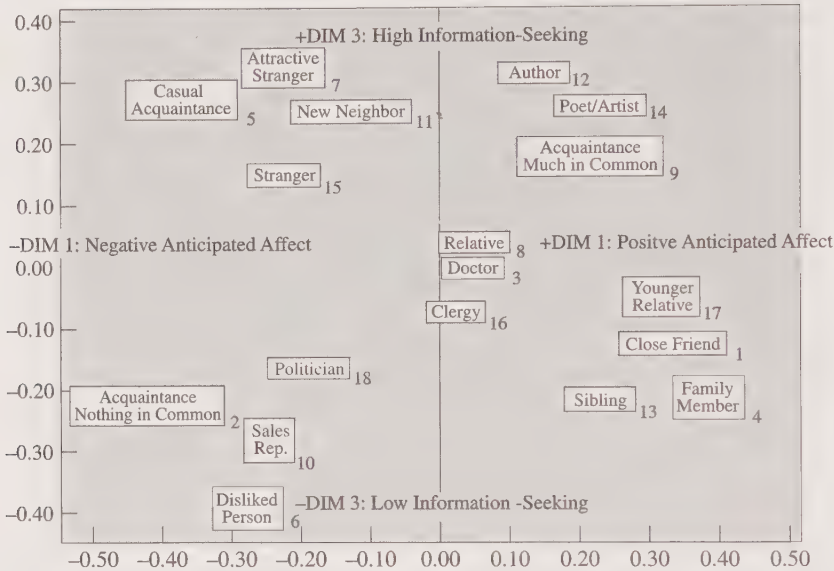 0.40
+DIM 3: High Information-Seeking
Attractive
Stranger
7
Author
12
Casual
Acquaintance
5
New Neighbor
11
Poet/Artist
14
0.30
0.20
Acquaintance
Much in Common
9
Stranger
15
0.10
–DIM 1: Negative Anticipated Affect
Relative
8
+DIM 1: Positve Anticipated Affect
0.00
Doctor
3
Younger
Relative
17
Clergy
16
–0.10
Close Friend
1
Politician
18
–0.20
Acquaintance
Nothing in Common
2
Sibling
13
Family
Member
4
Sales
Rep.
10
–0.30
Disliked
Person
6
–DIM 3: Low Information -Seeking
–0.40
–0.50 –0.40 –0.30 –0.20 –0.10 0.00 0.10 0.20 0.30 0.40 0.50